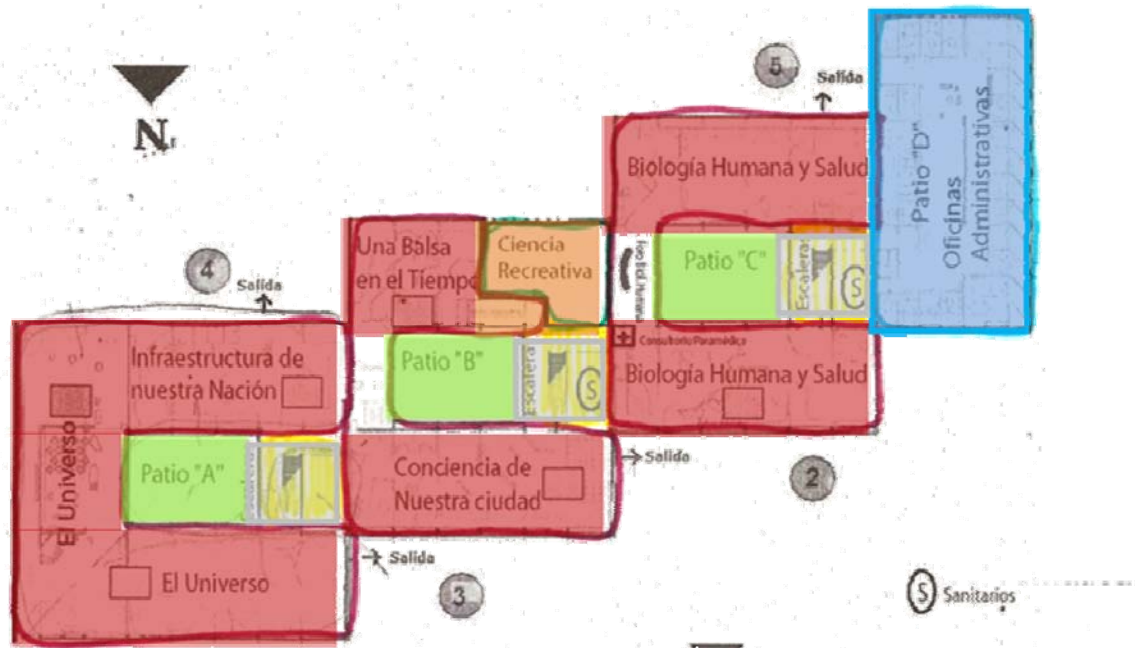 5
Salida
N
Biología Humana y Salud
Patio "D"
Oficinas
Administrativas
Una Balsa
en el Tiempo
Ciencia
Recreativa
Patio "C"
Escalera
S
4
Salida
Infraestructura de
nuestra Nación
Patio "B"
Escalera
S
Consultorio Paramédico
Biología Humana y Salud
El Universo
Patio "A"
Escalera
Conciencia de
Nuestra ciudad
Salida
2
Salida
El Universo
3
S Sanitarios